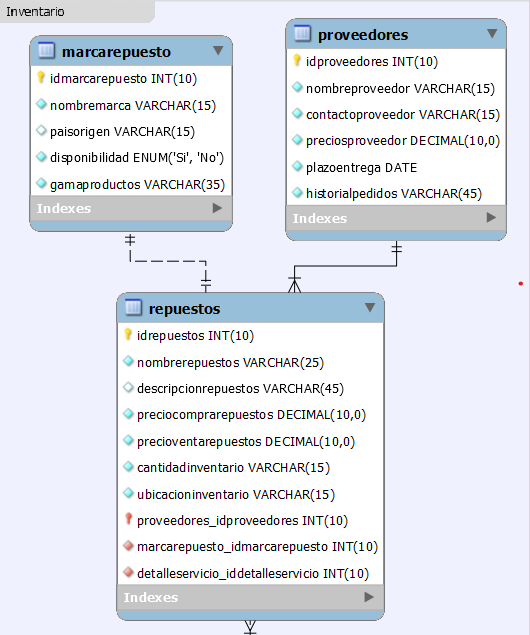 Inventario
marcarepuesto
idmarcarepuesto INT(10)
nombremarca VARCHAR(15)
paisorigen VARCHAR(15)
disponibilidad ENUM('Si', 'No')
gamaproductos VARCHAR(35)
Indexes
proveedores
idproveedores INT(10)
nombreproveedor VARCHAR(15)
contactoproveedor VARCHAR(15)
preciosproveedor DECIMAL(10,0)
plazoentrega DATE
historialpedidos VARCHAR(45)
Indexes
repuestos
idrepuestos INT(10)
nombrerepuestos VARCHAR(25)
descripcionrepuestos VARCHAR(45)
preciocomprarepuestos DECIMAL(10,0)
precioventarepuestos DECIMAL(10,0)
cantidadinventario VARCHAR(15)
ubicacioninventario VARCHAR(15)
proveedores_idproveedores INT(10)
marcarepuesto_idmarcarepuesto INT(10)
detalleservicio_iddetalleservicio INT(10)
Indexes